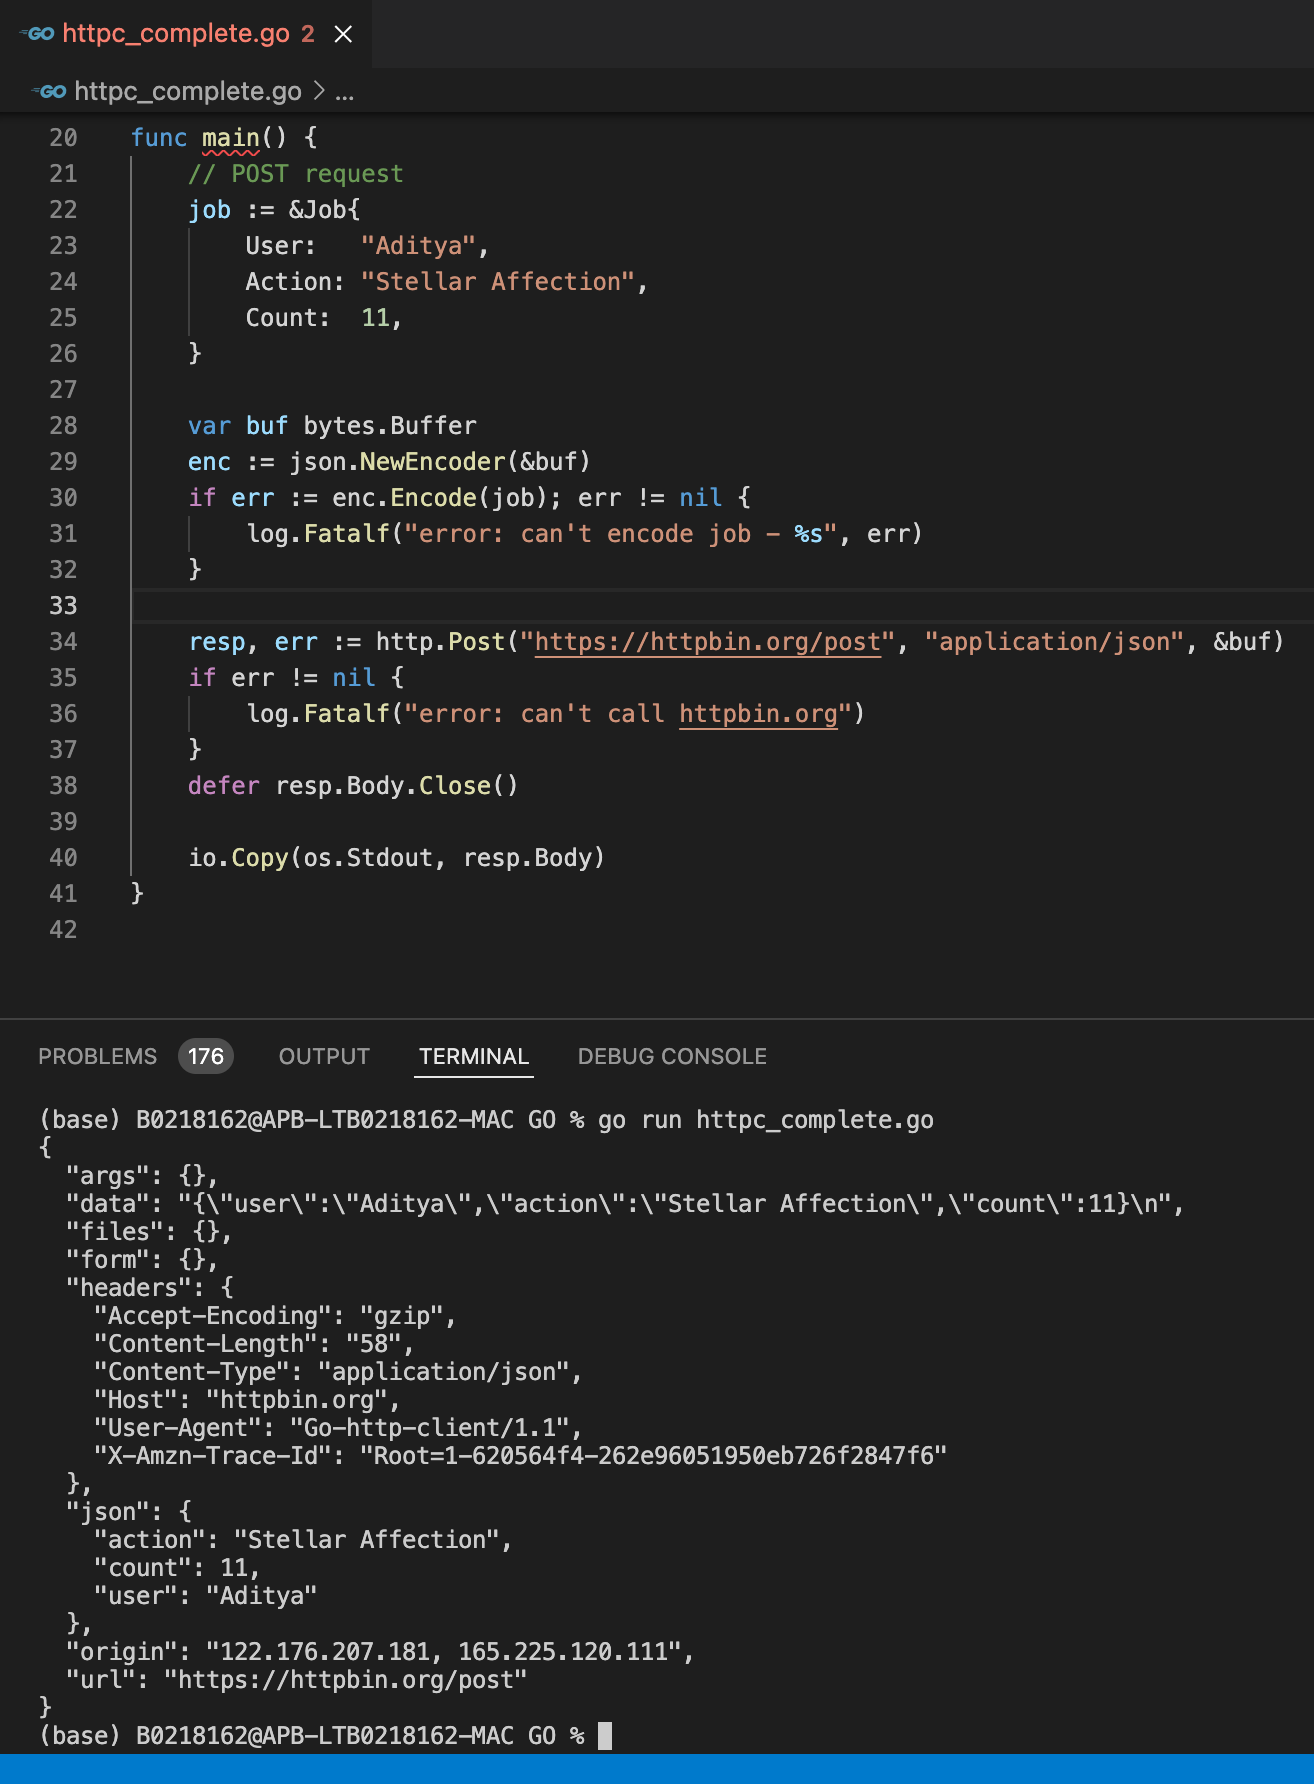 GO httpc_complete.go 2 ×
GO httpc_complete.go > ...
20 func main() {
21     // POST request
22     job := &Job{
23         User:   "Aditya",
24         Action: "Stellar Affection",
25         Count:  11,
26     }
27
28     var buf bytes.Buffer
29     enc := json.NewEncoder(&buf)
30     if err := enc.Encode(job); err != nil {
31         log.Fatalf("error: can't encode job - %s", err)
32     }
33
34     resp, err := http.Post("https://httpbin.org/post", "application/json", &buf)
35     if err != nil {
36         log.Fatalf("error: can't call httpbin.org")
37     }
38     defer resp.Body.Close()
39
40     io.Copy(os.Stdout, resp.Body)
41 }
42
PROBLEMS 176 OUTPUT TERMINAL DEBUG CONSOLE
(base) B0218162@APB-LTB0218162-MAC GO % go run httpc_complete.go
{
  "args": {},
  "data": "{\"user\":\"Aditya\",\"action\":\"Stellar Affection\",\"count\":11}\n",
  "files": {},
  "form": {},
  "headers": {
    "Accept-Encoding": "gzip",
    "Content-Length": "58",
    "Content-Type": "application/json",
    "Host": "httpbin.org",
    "User-Agent": "Go-http-client/1.1",
    "X-Amzn-Trace-Id": "Root=1-620564f4-262e96051950eb726f2847f6"
  },
  "json": {
    "action": "Stellar Affection",
    "count": 11,
    "user": "Aditya"
  },
  "origin": "122.176.207.181, 165.225.120.111",
  "url": "https://httpbin.org/post"
}
(base) B0218162@APB-LTB0218162-MAC GO %